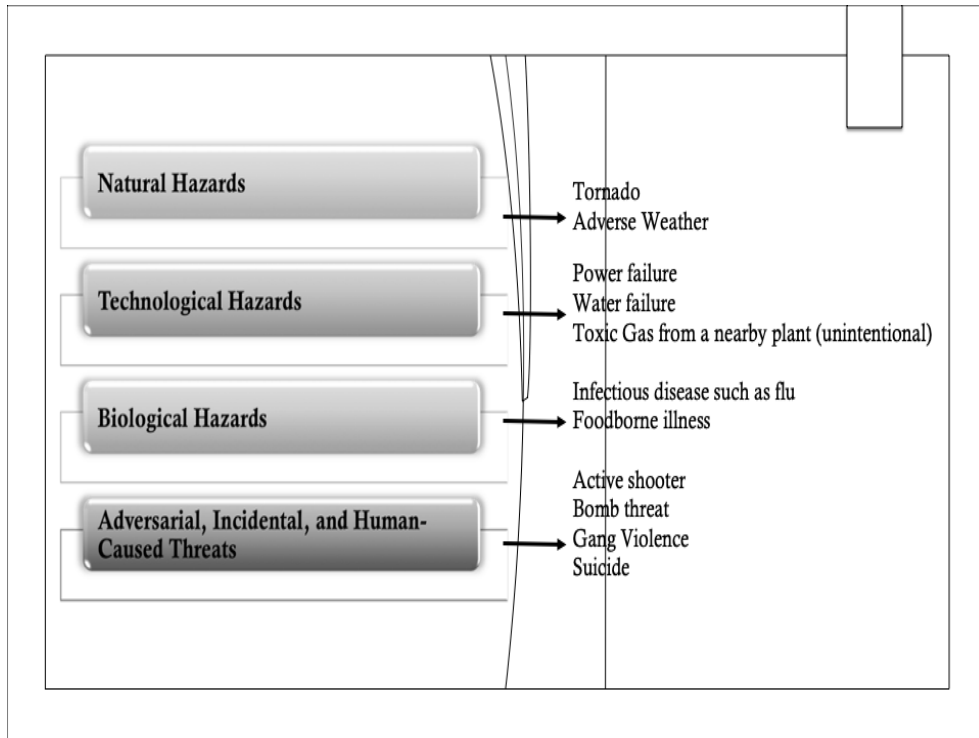 Natural Hazards
Tornado
Adverse Weather
Technological Hazards
Power failure
Water failure
Toxic Gas from a nearby plant (unintentional)
Biological Hazards
Infectious disease such as flu
Foodborne illness
Adversarial, Incidental, and Human-
Caused Threats
Active shooter
Bomb threat
Gang Violence
Suicide